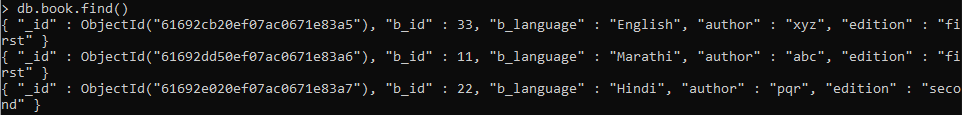 > db.book.find()
{ "_id" : ObjectId("61692cb20ef07ac0671e83a5"), "b_id" : 33, "b_language" : "English", "author" : "xyz", "edition" : "fi
rst" }
{ "_id" : ObjectId("61692dd50ef07ac0671e83a6"), "b_id" : 11, "b_language" : "Marathi", "author" : "abc", "edition" : "fi
rst" }
{ "_id" : ObjectId("61692e020ef07ac0671e83a7"), "b_id" : 22, "b_language" : "Hindi", "author" : "pqr", "edition" : "seco
nd" }